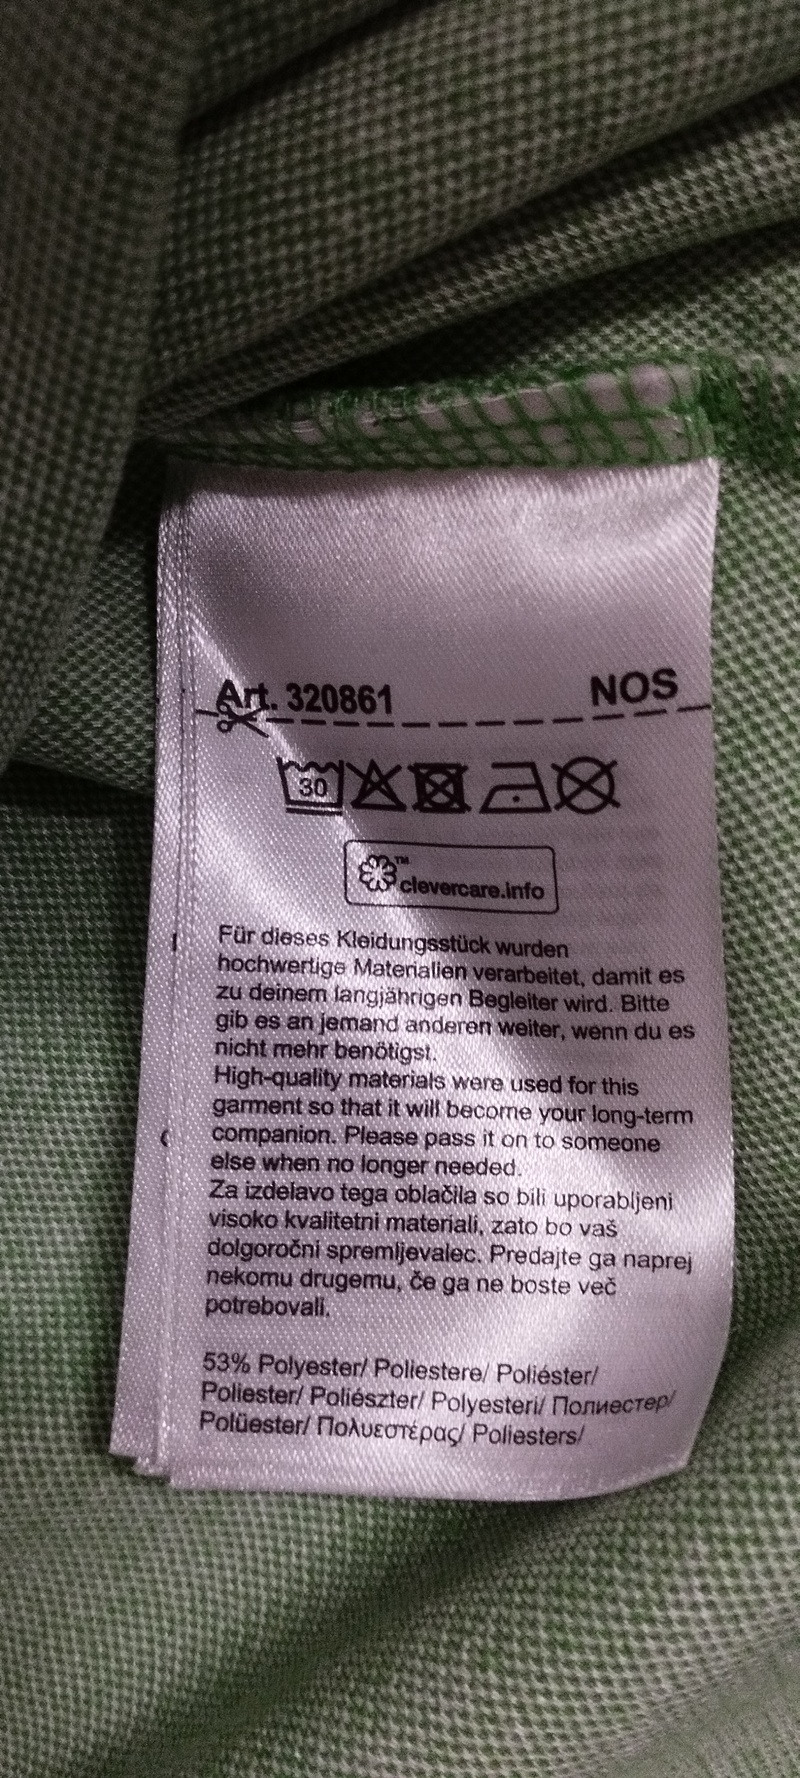 Art. 320861 NOS
30
™
clevercare.info
Für dieses Kleidungsstück wurden
hochwertige Materialien verarbeitet, damit es
zu deinem langjährigen Begleiter wird. Bitte
gib es an jemand anderen weiter, wenn du es
nicht mehr benötigst.
High-quality materials were used for this
garment so that it will become your long-term
companion. Please pass it on to someone
else when no longer needed.
Za izdelavo tega oblačila so bili uporabljeni
visoko kvalitetni materiali, zato bo vaš
dolgoročni spremljevalec. Predajte ga naprej
nekomu drugemu, če ga ne boste več
potrebovali.
53% Polyester/ Poliestere/ Poliéster/
Poliester/ Poliészter/ Polyesteri/ Полиестер/
Polüester/ Πολυεστέρας/ Poliesters/